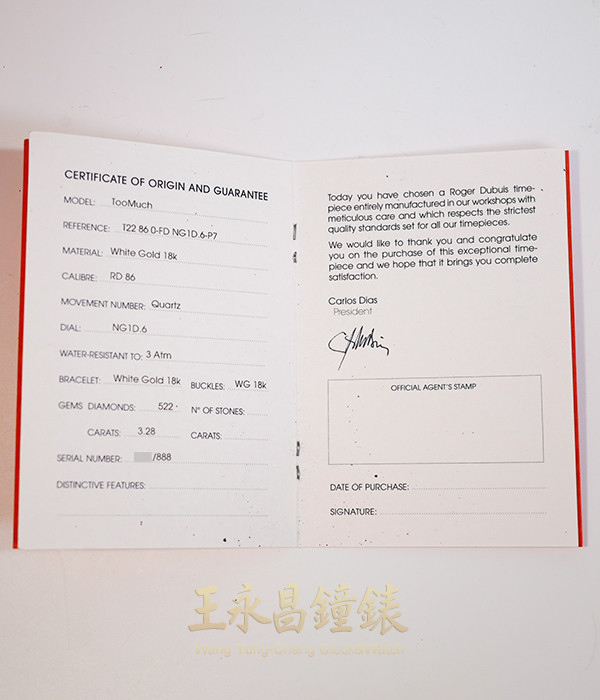 CERTIFICATE OF ORIGIN AND GUARANTEE
MODEL: TooMuch
REFERENCE: T22 86 0-FD NG1D.6-P7
MATERIAL: White Gold 18k
CALIBRE: RD 86
MOVEMENT NUMBER: Quartz
DIAL: NG1D.6
WATER-RESISTANT TO: 3 Atm
BRACELET: White Gold 18k BUCKLES: WG 18k
GEMS DIAMONDS: 522 N° OF STONES:
CARATS: 3.28 CARATS:
SERIAL NUMBER: /888
DISTINCTIVE FEATURES:
Today you have chosen a Roger Dubuis time-
piece entirely manufactured in our workshops with
meticulous care and which respects the strictest
quality standards set for all our timepieces.
We would like to thank you and congratulate
you on the purchase of this exceptional time-
piece and we hope that it brings you complete
satisfaction.
Carlos Dias
President
OFFICIAL AGENT'S STAMP
DATE OF PURCHASE:
SIGNATURE:
王永昌鐘錶
Wang Yung-Chang Clock&Watch